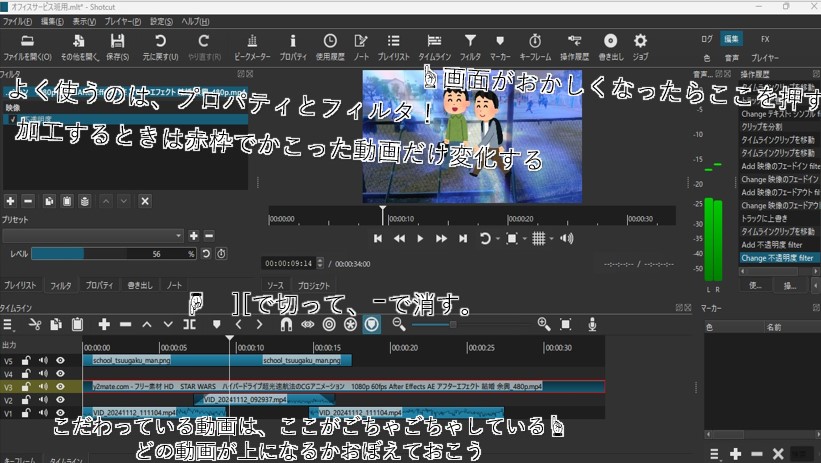 オフィスサービス班用.mlt* - Shotcut
ファイル(F) 編集(E) 表示(V) プレイヤー(P) 設定(S) ヘルプ(H)
ファイルを開く(O) その他を開く 保存(S) 元に戻す(U) やり直す(R) ピークメーター プロパティ 使用履歴 ノート プレイリスト タイムライン フィルタ マーカー キーフレーム 操作履歴 書き出し ジョブ
ログ 編集 FX
色 音声 プレイヤー
フィルタ
音声...
操作履歴
👆画面がおかしくなったらここを押す
よく使うのは、プロパティとフィルタ！
映像
不透明度
加工するときは赤枠でかこった動画だけ変化する
Change テキスト: シンプル
クリップを分割
タイムラインクリップを移動
タイムラインクリップを移動
Add 映像のフェードイン filter
Change 映像のフェードイン
Add 映像のフェードアウト
Change 映像のフェードアウト
トラックに上書き
タイムラインクリップを移動
Add 不透明度 filter
Change 不透明度 filter
-5
-10
-15
-20
-25
-30
-35
-40
-50
L R
プリセット
レベル 56 %
00:00:00 00:00:10 00:00:20 00:00:30
00:00:09:14 / 00:00:34:00
--:--:--:-- / --:--:--:--
プレイリスト フィルタ プロパティ 書き出し ノート
ソース プロジェクト
使... 操...
👆 ][で切って、-で消す。
タイムライン
マーカー
色 名前
出力
00:00:00 00:00:05 00:00:10 00:00:15 00:00:20 00:00:25 00:00:30
V5 school_tsuugaku_man.png school_tsuugaku_man.png
V4
V3 y2mate.com - フリー素材 HD STAR WARS ハイパードライブ超光速航法のCGアニメーション 1080p 60fps After Effects AE アフターエフェクト 結婚 余興_480p.mp4
V2 VID_20241112_092937.mp4
V1 VID_20241112_111104.mp4 VID_20241112_111104.mp4
こだわっている動画は、ここがごちゃごちゃしている👆
どの動画が上になるかおぼえておこう
キーフレーム タイムライン